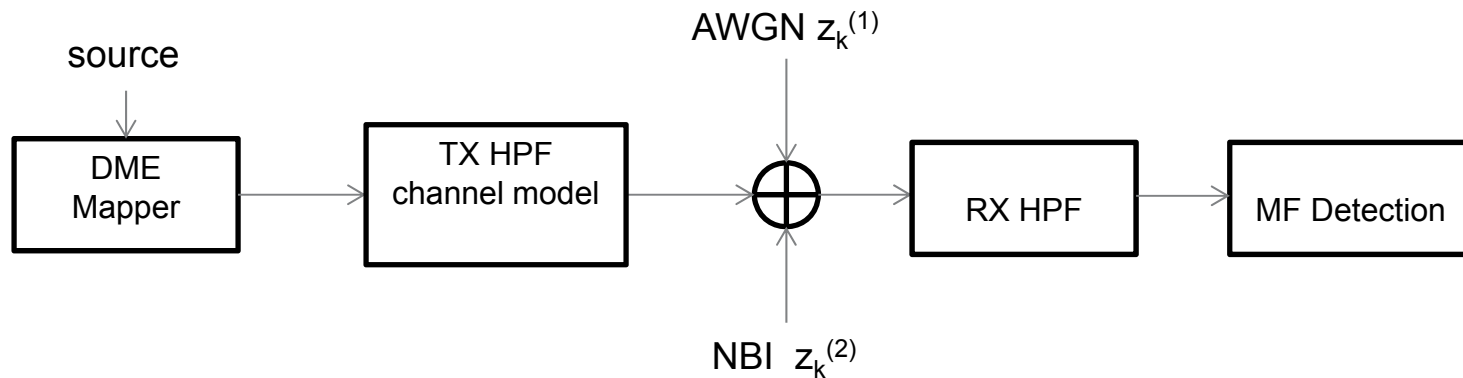 AWGN z_k^(1)
source
DME
Mapper
TX HPF
channel model
RX HPF
MF Detection
NBI z_k^(2)